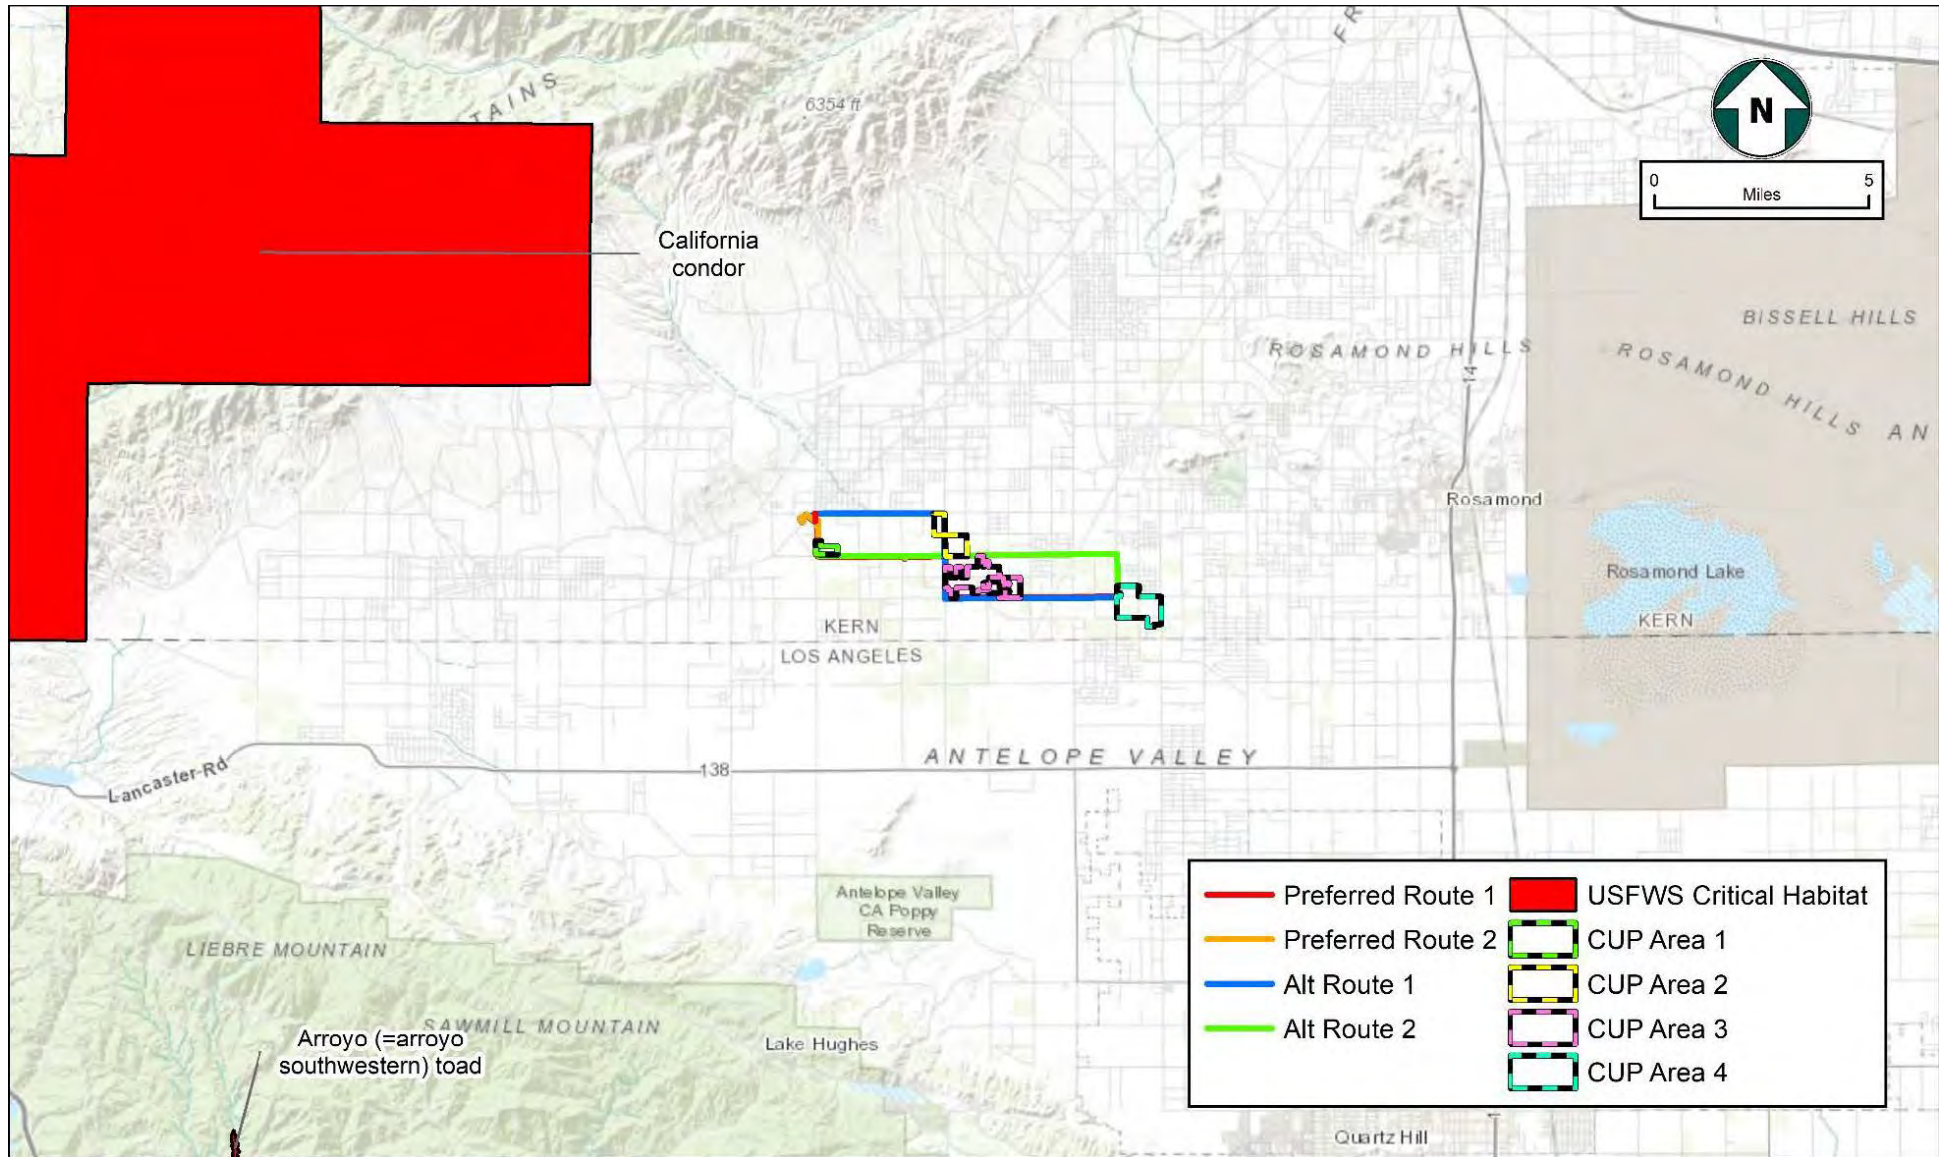 FR
TAINS
6354 ft
N
0 5
Miles
California
condor
BISSELL HILLS
ROSAMOND HILLS
ROSAMOND HILLS AN
14
Rosamond
Rosamond Lake
KERN
KERN
LOS ANGELES
ANTELOPE VALLEY
138
Lancaster Rd
Antelope Valley
CA Poppy
Reserve
LIEBRE MOUNTAIN
SAWMILL MOUNTAIN
Arroyo (=arroyo
southwestern) toad
Lake Hughes
Quartz Hill
Preferred Route 1
Preferred Route 2
Alt Route 1
Alt Route 2
USFWS Critical Habitat
CUP Area 1
CUP Area 2
CUP Area 3
CUP Area 4